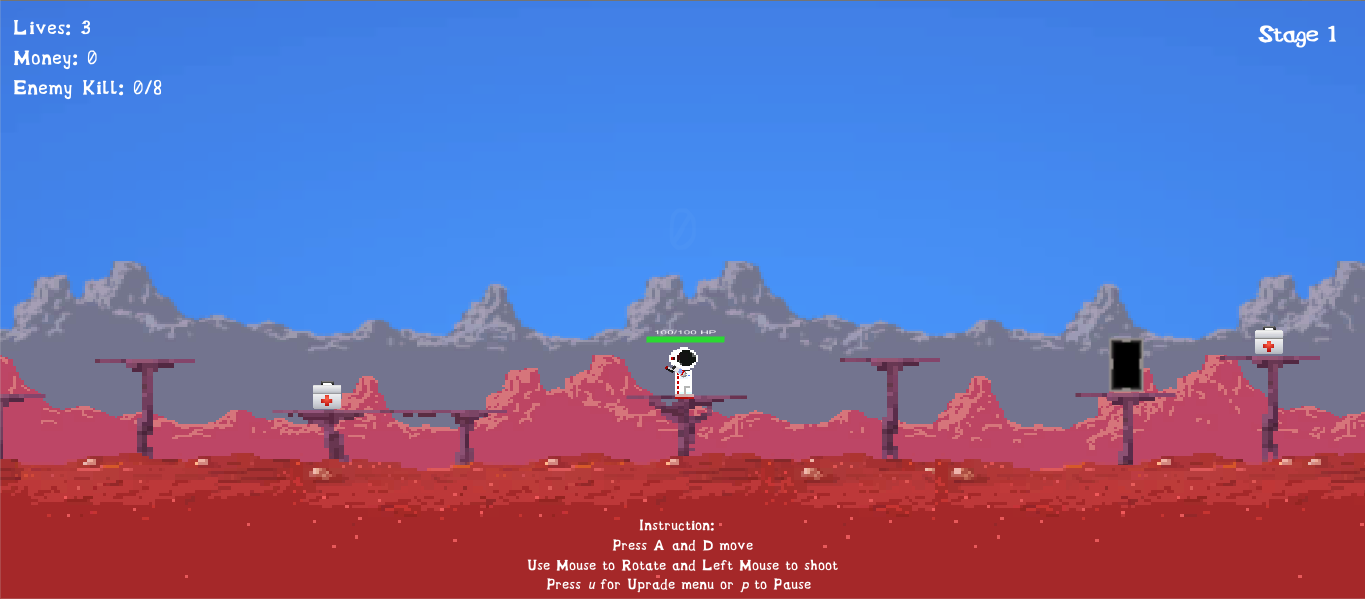 Lives: 3
Stage 1
Money: 0
Enemy Kill: 0/8
0
100/100 HP
Instruction:
Press A and D move
Use Mouse to Rotate and Left Mouse to shoot
Press u for Uprade menu or p to Pause